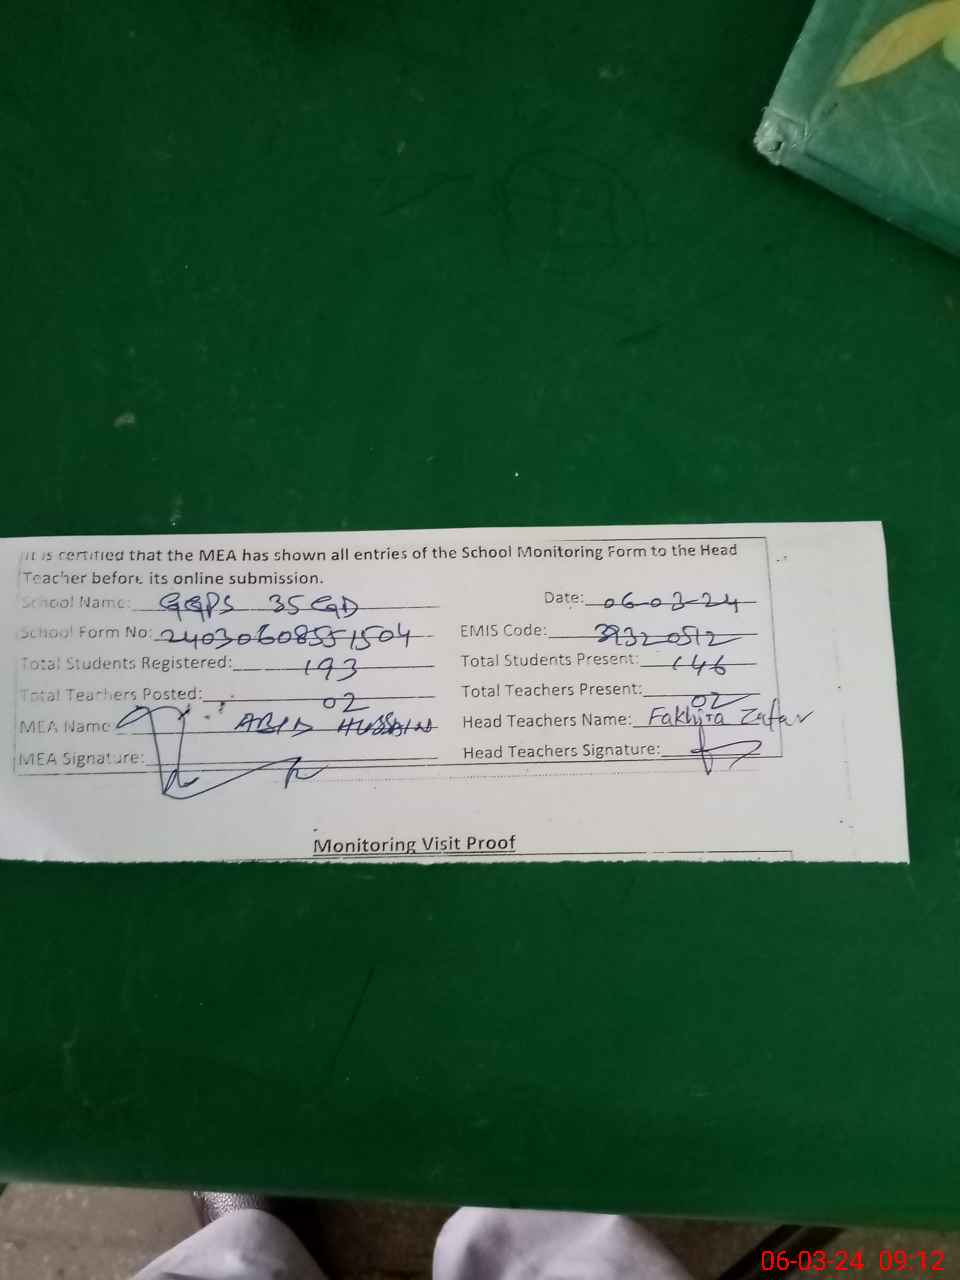 It is certified that the MEA has shown all entries of the School Monitoring Form to the Head
Teacher before its online submission.
School Name: GGPS 35 GD Date: 06-03-24
School Form No: 24030608551504 EMIS Code: 39320512
Total Students Registered: 193 Total Students Present: 146
Total Teachers Posted: 02 Total Teachers Present: 02
MEA Name: ABID HUSSAIN Head Teachers Name: Fakhira Zafar
MEA Signature: Head Teachers Signature:
Monitoring Visit Proof
06-03-24 09:12